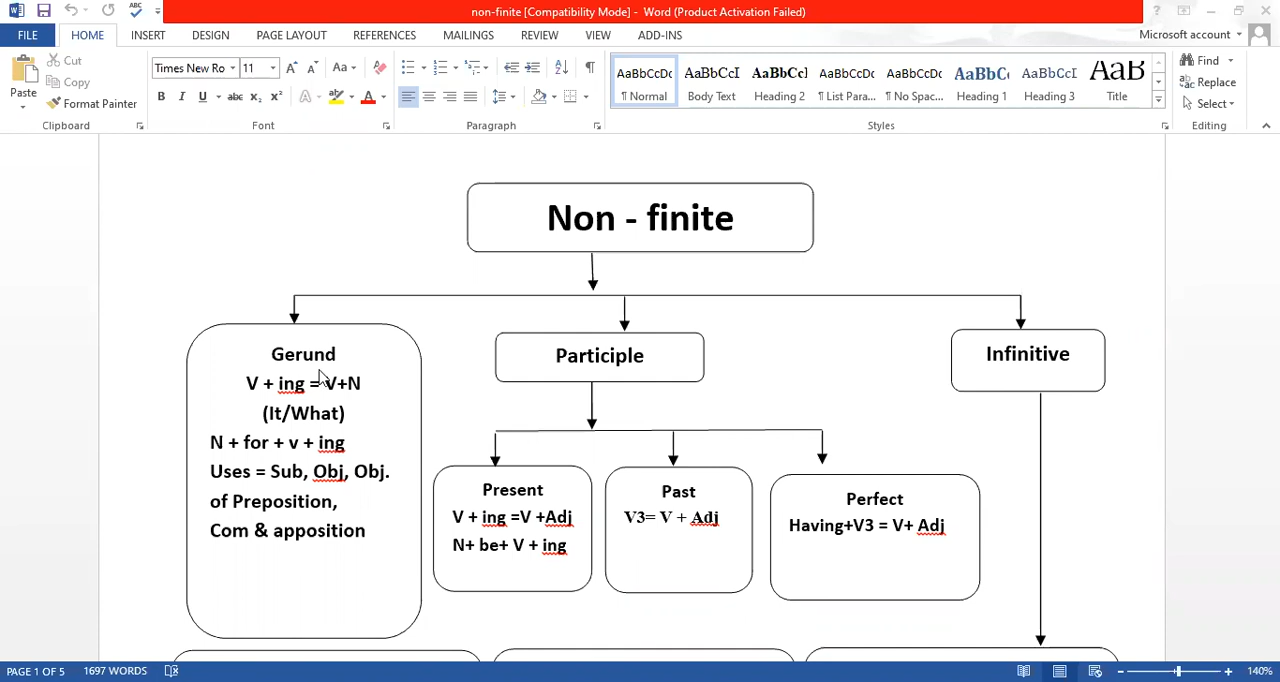 non-finite [Compatibility Mode] - Word (Product Activation Failed)
FILE
HOME
INSERT
DESIGN
PAGE LAYOUT
REFERENCES
MAILINGS
REVIEW
VIEW
ADD-INS
Microsoft account
Paste
Cut
Copy
Format Painter
Clipboard
Times New Ro
11
Font
Paragraph
AaBbCcDc
¶ Normal
AaBbCcI
Body Text
AaBbCcI
Heading 2
AaBbCcDc
¶ List Para...
AaBbCcDc
¶ No Spac...
AaBbC(
Heading 1
AaBbCcI
Heading 3
AaB
Title
Styles
Find
Replace
Select
Editing
Non - finite
Gerund
V + ing = V+N
(It/What)
N + for + v + ing
Uses = Sub, Obj, Obj.
of Preposition,
Com & apposition
Participle
Infinitive
Present
V + ing =V +Adj
N+ be+ V + ing
Past
V3= V + Adj
Perfect
Having+V3 = V+ Adj
PAGE 1 OF 5
1697 WORDS
140%